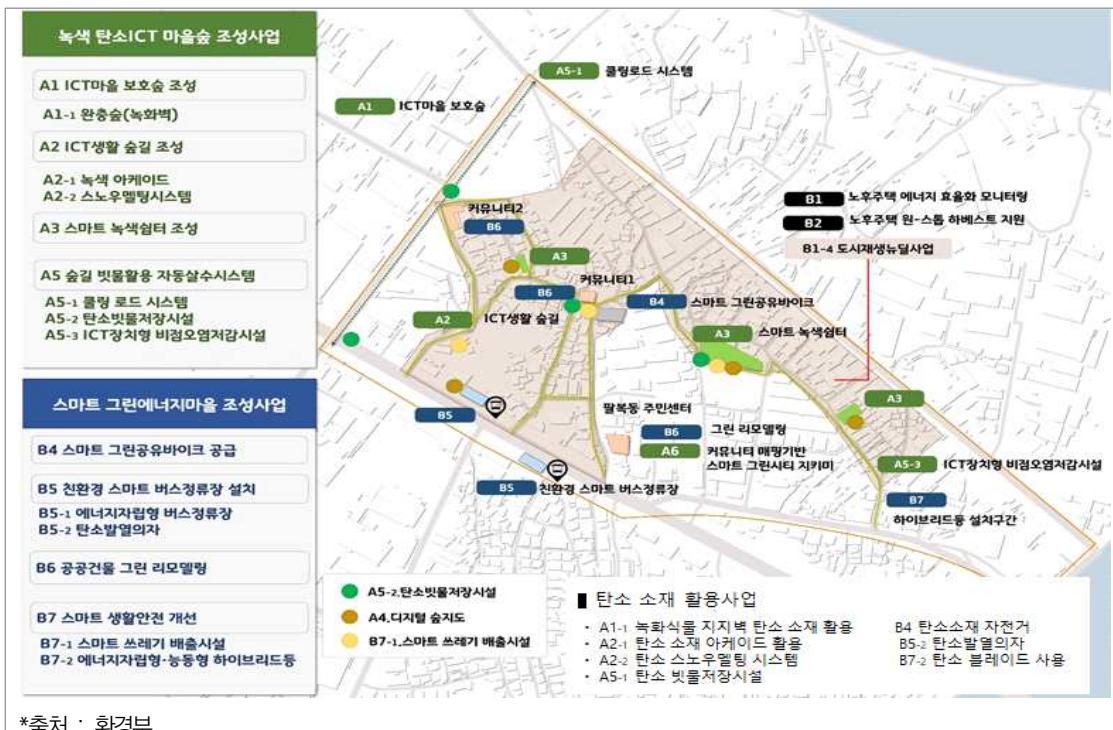 녹색 탄소ICT 마을숲 조성사업
A1 ICT마을 보호숲 조성
A1-1 완충숲(녹화벽)
A2 ICT생활 숲길 조성
A2-1 녹색 아케이드
A2-2 스노우멜팅시스템
A3 스마트 녹색쉼터 조성
A5 숲길 빗물활용 자동살수시스템
A5-1 쿨링 로드 시스템
A5-2 탄소빗물저장시설
A5-3 ICT장치형 비점오염저감시설
스마트 그린에너지마을 조성사업
B4 스마트 그린공유바이크 공급
B5 친환경 스마트 버스정류장 설치
B5-1 에너지자립형 버스정류장
B5-2 탄소발열의자
B6 공공건물 그린 리모델링
B7 스마트 생활안전 개선
B7-1 스마트 쓰레기 배출시설
B7-2 에너지자립형·능동형 하이브리드등
A5-1 쿨링로드 시스템
A1 ICT마을 보호숲
B1 노후주택 에너지 효율화 모니터링
B2 노후주택 원-스톱 하베스트 지원
B1-4 도시재생뉴딜사업
커뮤니티2
B6
A3
커뮤니티1
B6
B4 스마트 그린공유바이크
A2 ICT생활 숲길
A3 스마트 녹색쉼터
A3
B5
팔복동 주민센터
B6 그린 리모델링
A6 커뮤니티 매핑기반
스마트 그린시티 지키미
A5-3 ICT장치형 비점오염저감시설
B5 친환경 스마트 버스정류장
B7
하이브리드등 설치구간
A5-2.탄소빗물저장시설
A4.디지털 숲지도
B7-1.스마트 쓰레기 배출시설
▮ 탄소 소재 활용사업
· A1-1 녹화식물 지지벽 탄소 소재 활용
· A2-1 탄소 소재 아케이드 활용
· A2-2 탄소 스노우멜팅 시스템
· A5-1 탄소 빗물저장시설
B4 탄소소재 자전거
B5-2 탄소발열의자
B7-2 탄소 블레이드 사용
*출처 : 환경부